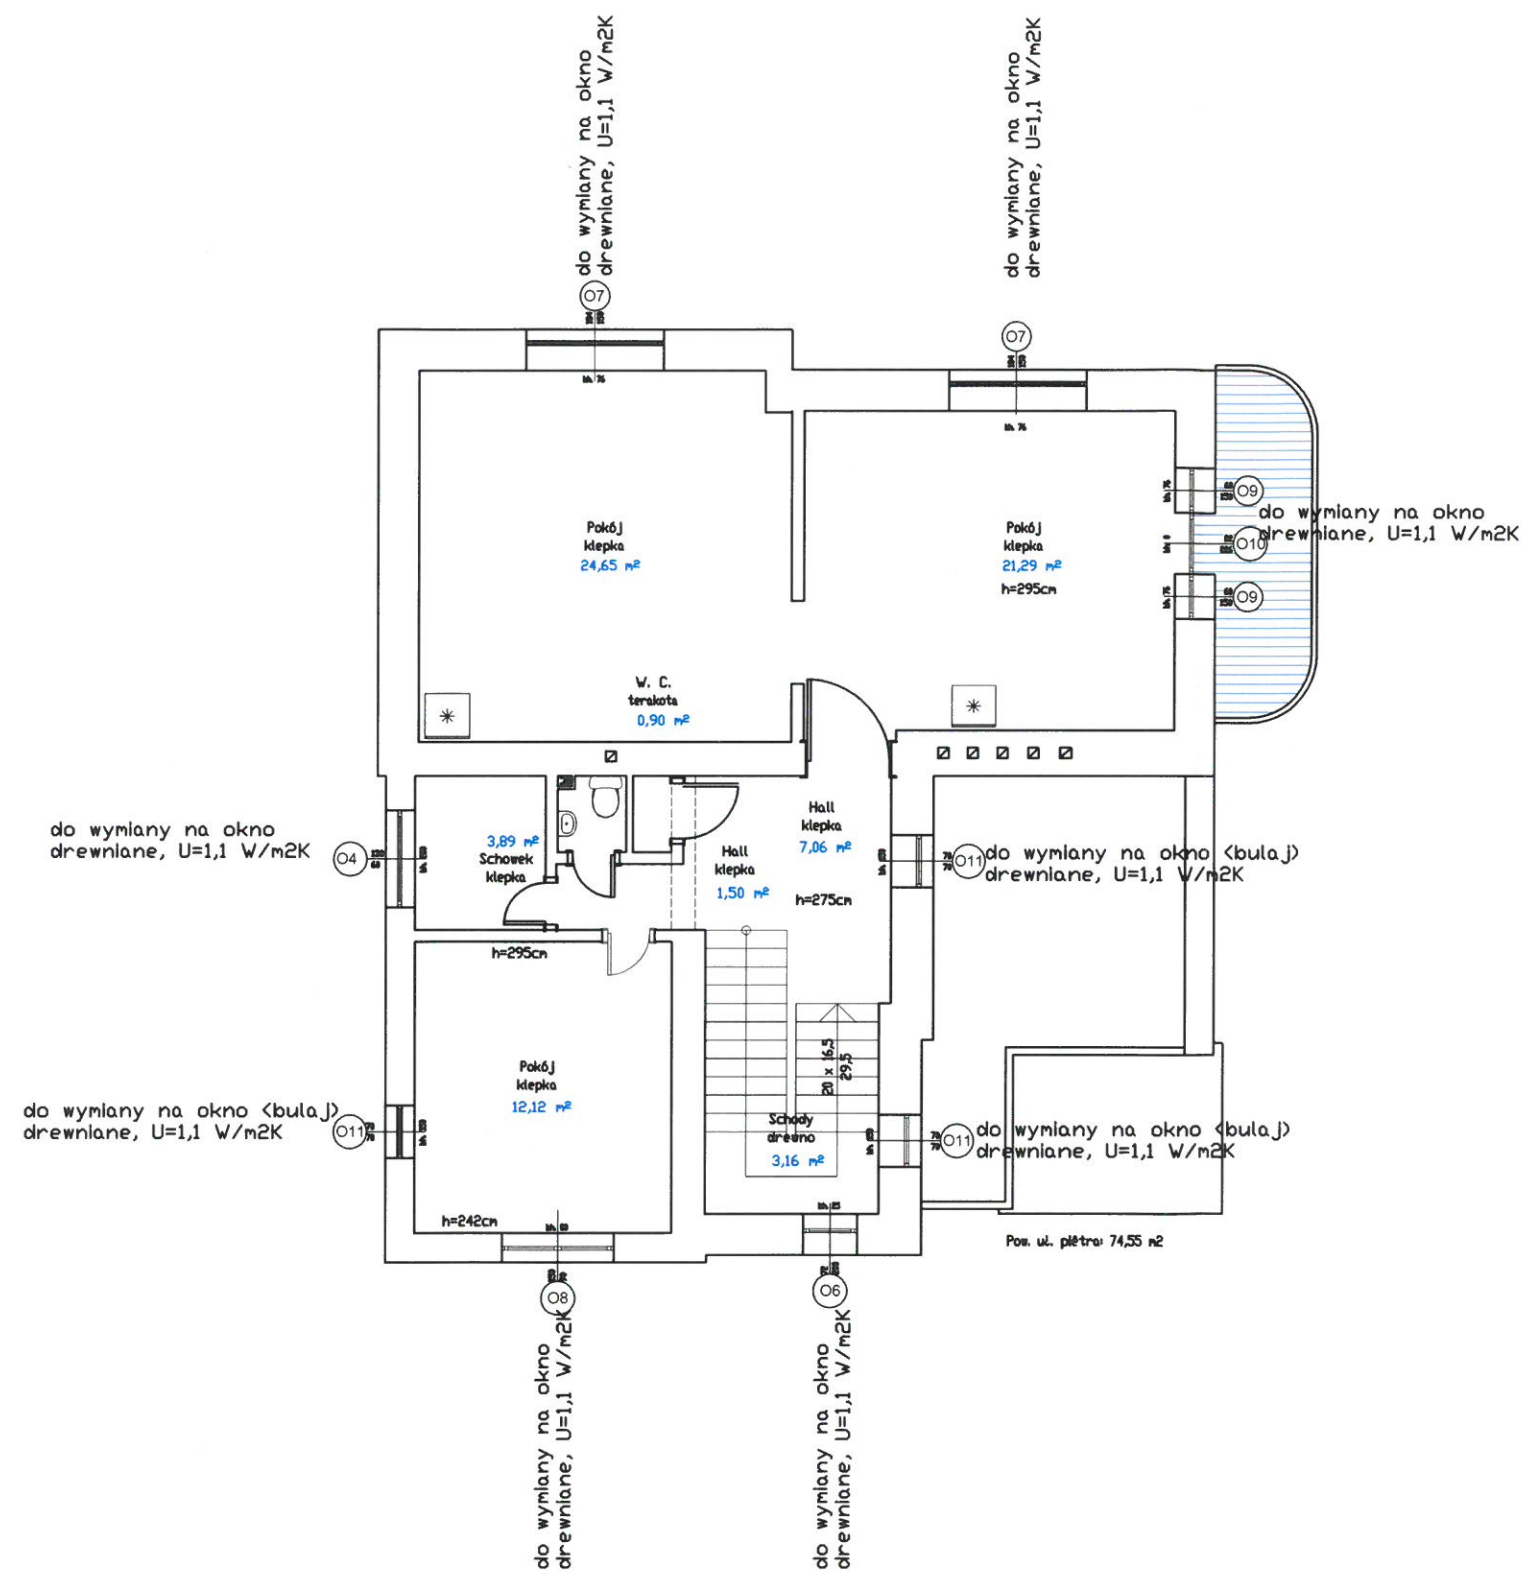 do wymiany na okno
drewniane, U=1,1 W/m2K
do wymiany na okno
drewniane, U=1,1 W/m2K
O7
O7
bh. 76
bh. 76
Pokój
klepka
24,65 m²
Pokój
klepka
21,29 m²
h=295cm
O9
do wymiany na okno
drewniane, U=1,1 W/m2K
O10
O9
W. C.
terakota
0,90 m²
do wymiany na okno
drewniane, U=1,1 W/m2K
O4
3,89 m²
Schowek
klepka
Hall
klepka
7,06 m²
Hall
klepka
1,50 m²
h=275cm
O11
do wymiany na okno (bulaj)
drewniane, U=1,1 W/m2K
h=295cm
Pokój
klepka
12,12 m²
20 x 16,5
29,5
do wymiany na okno (bulaj)
drewniane, U=1,1 W/m2K
O11
Schody
drewno
3,16 m²
O11
do wymiany na okno (bulaj)
drewniane, U=1,1 W/m2K
h=242cm
Pow. uż. piętra: 74,55 m2
O8
O6
do wymiany na okno
drewniane, U=1,1 W/m2K
do wymiany na okno
drewniane, U=1,1 W/m2K